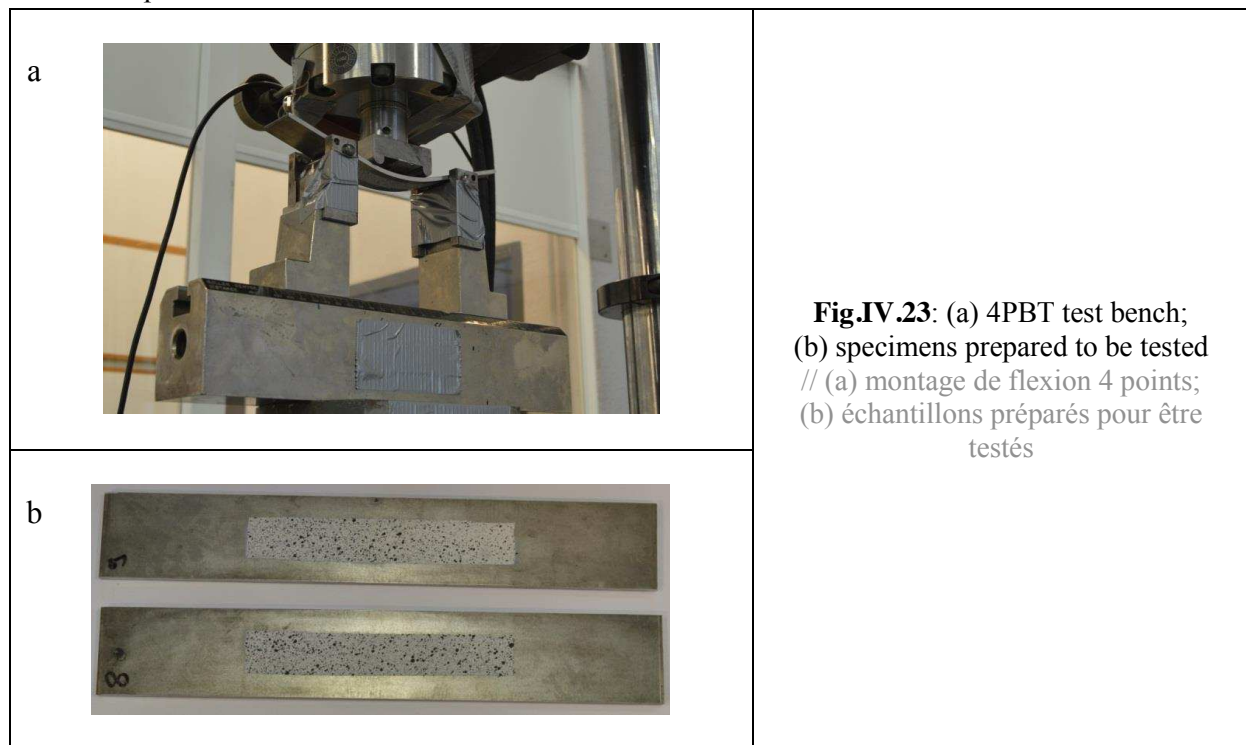 a
Fig.IV.23: (a) 4PBT test bench;
(b) specimens prepared to be tested
// (a) montage de flexion 4 points;
(b) échantillons préparés pour être
testés
b
8